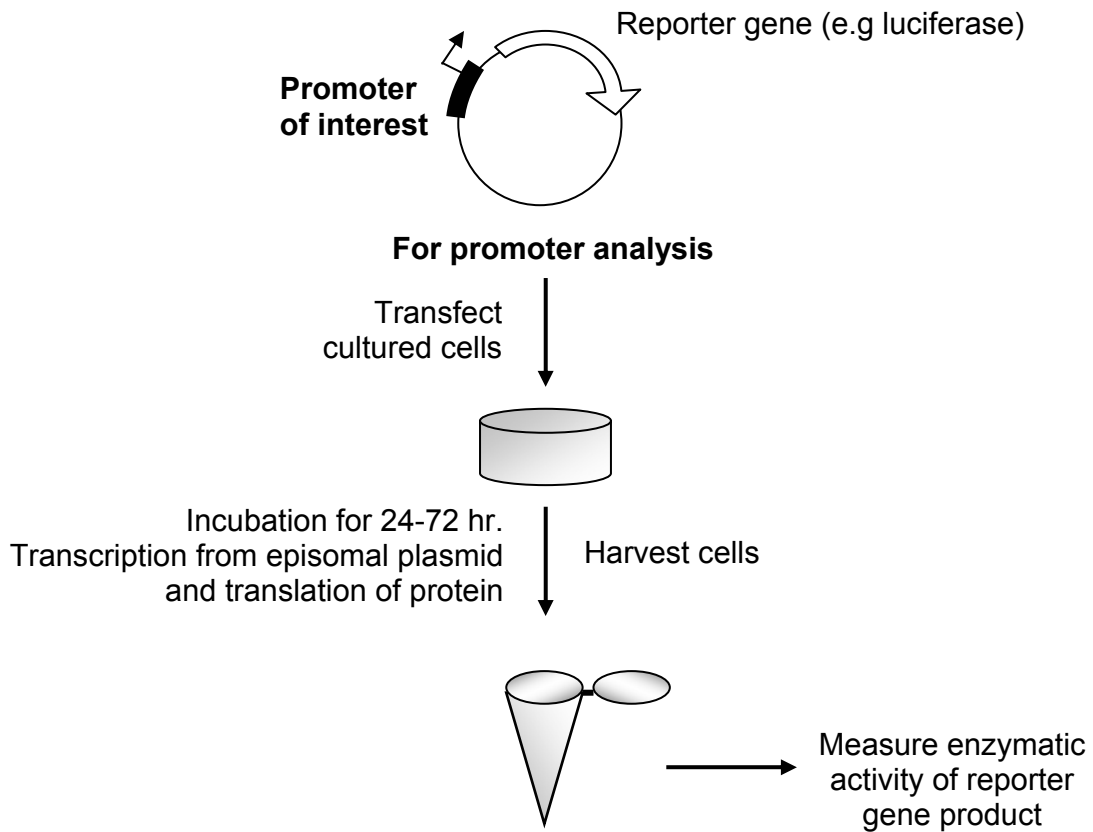 Reporter gene (e.g luciferase)
Promoter
of interest
For promoter analysis
Transfect
cultured cells
Incubation for 24-72 hr.
Transcription from episomal plasmid
and translation of protein
Harvest cells
Measure enzymatic
activity of reporter
gene product